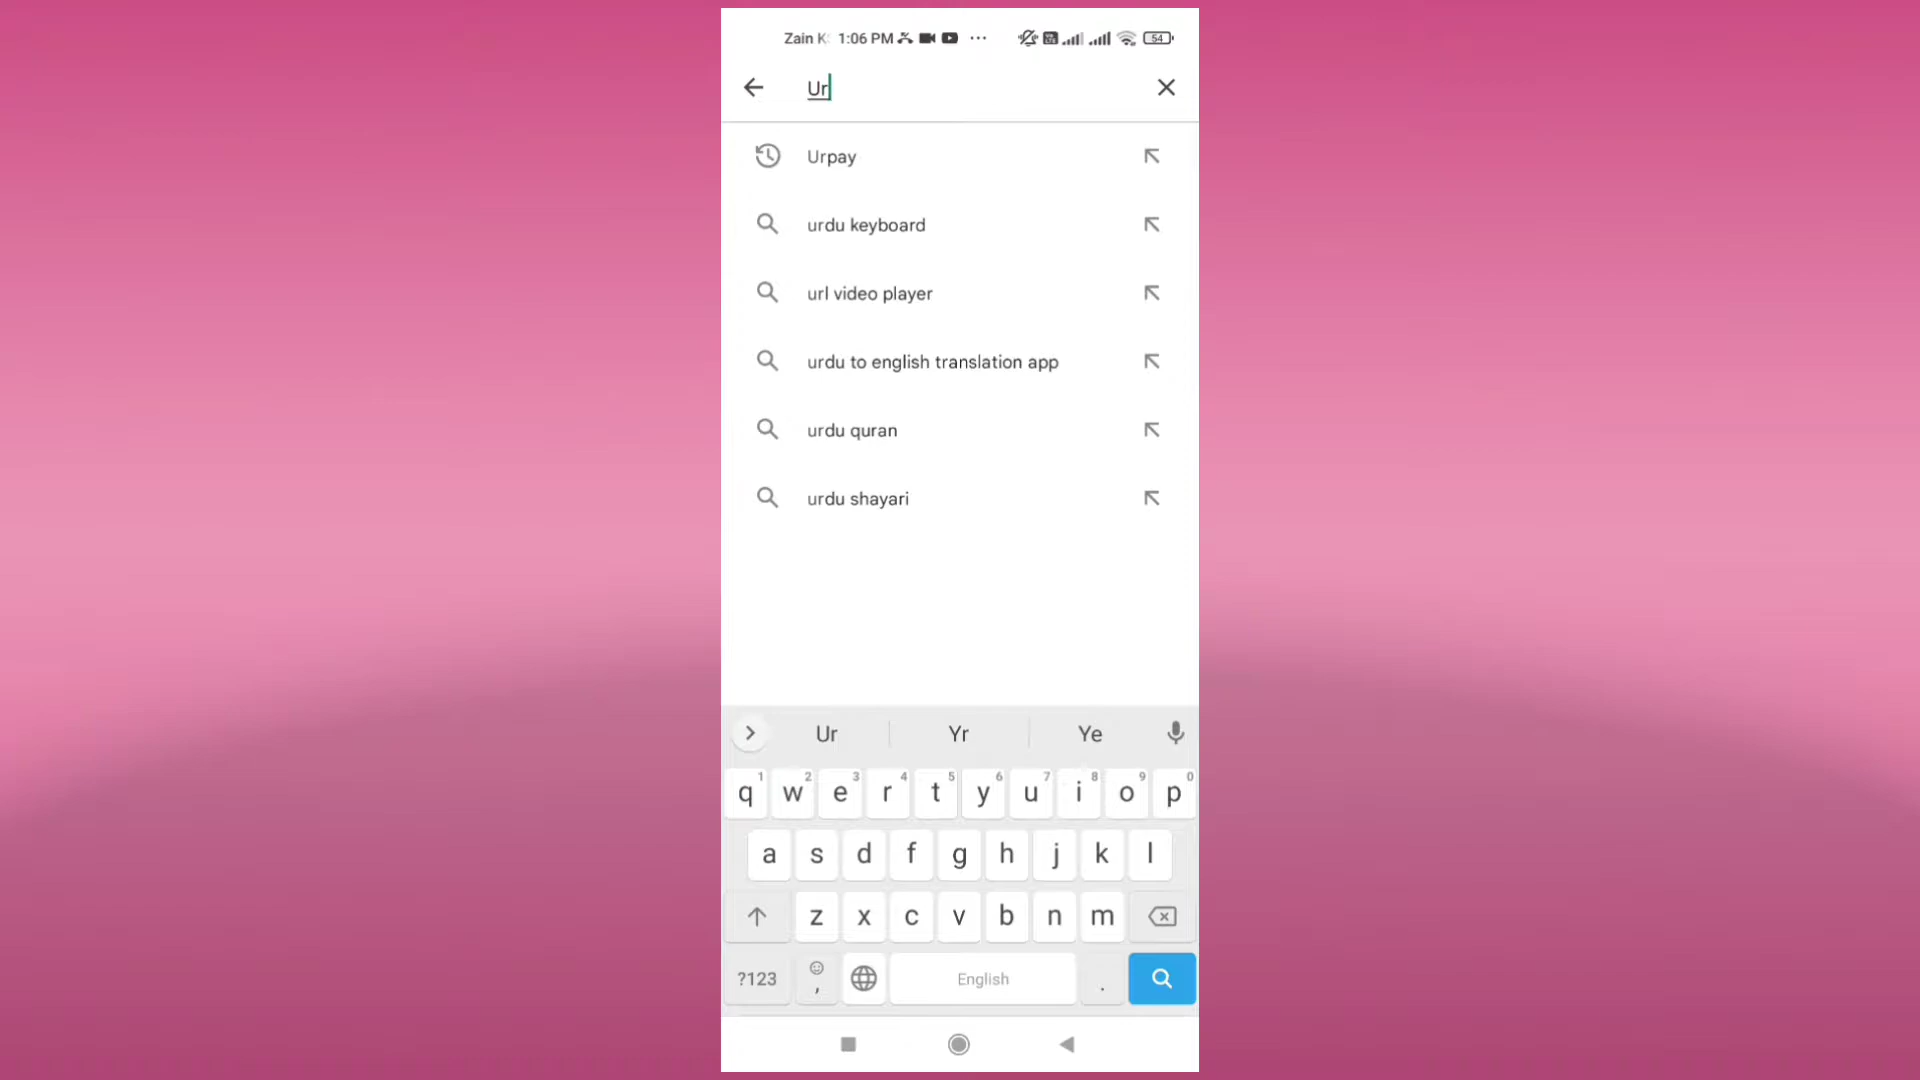 Zain K 1:06 PM 54
Ur
Urpay
urdu keyboard
url video player
urdu to english translation app
urdu quran
urdu shayari
Ur Yr Ye
1 2 3 4 5 6 7 8 9 0
q w e r t y u i o p
a s d f g h j k l
z x c v b n m
?123 , English .